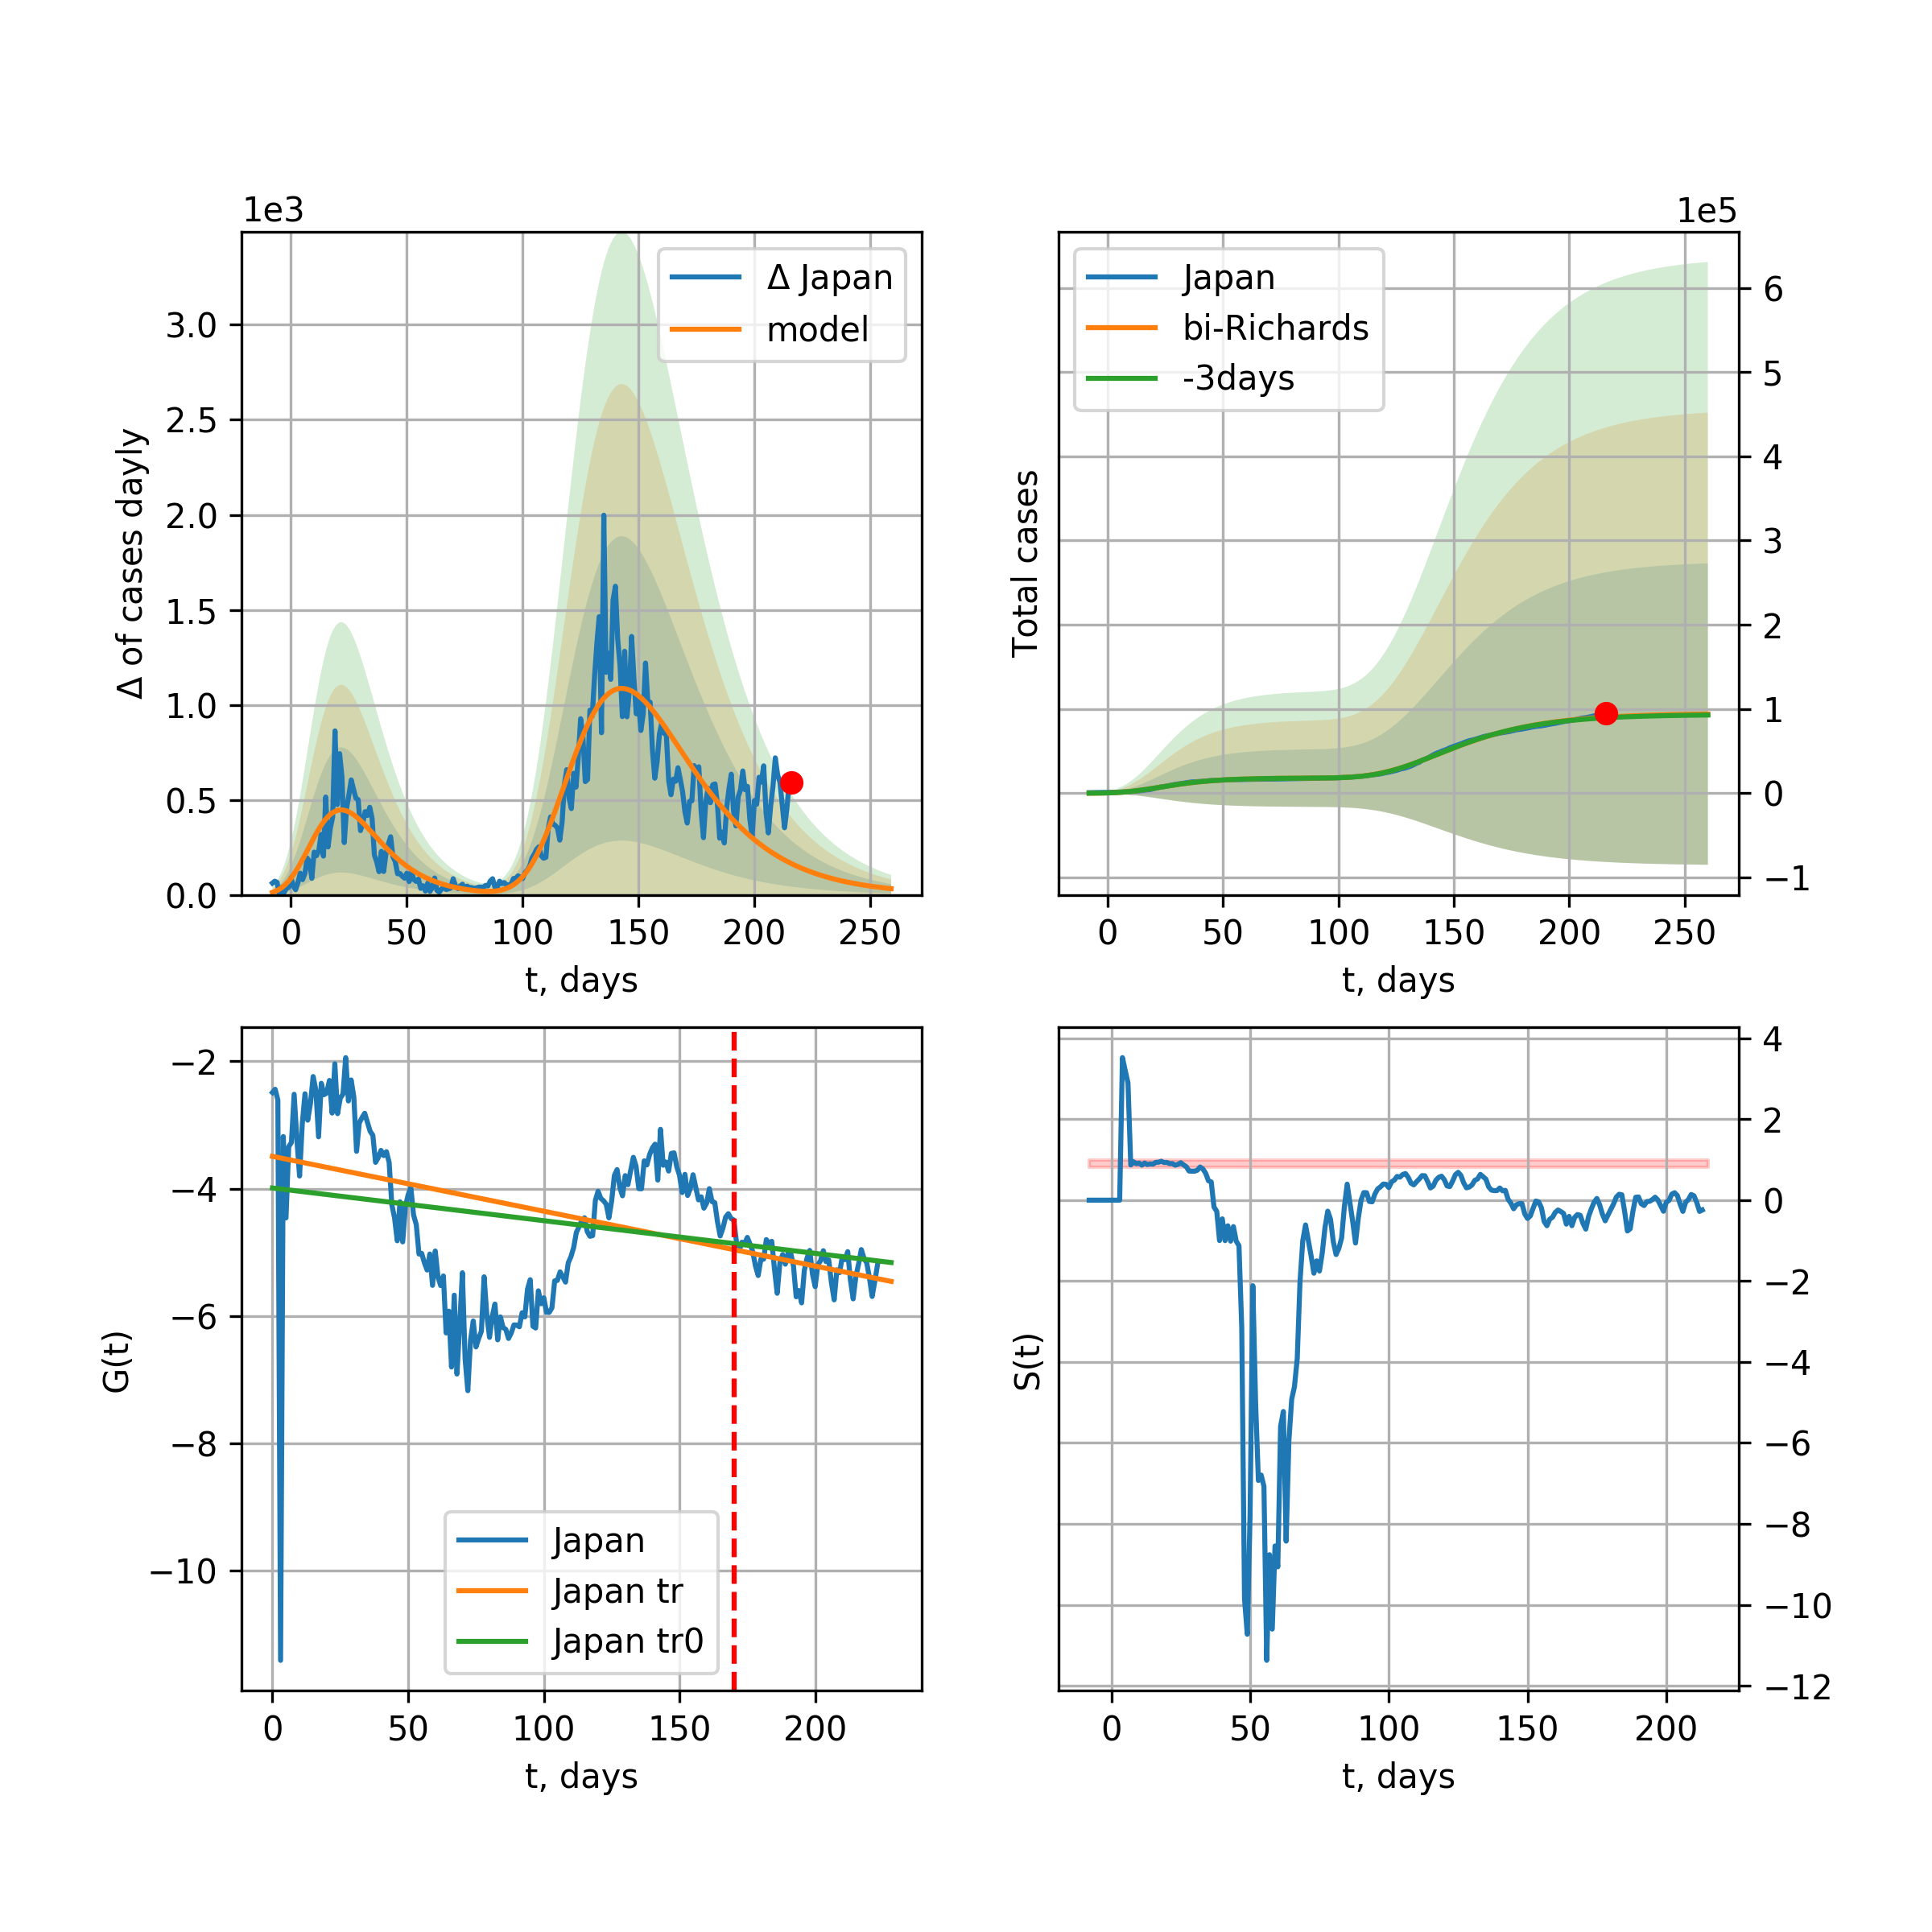 1e3
Δ of cases dayly
3.0
2.5
2.0
1.5
1.0
0.5
0.0
Δ Japan
model
0 50 100 150 200 250
t, days
1e5
Total cases
Japan
bi-Richards
-3days
6
5
4
3
2
1
0
−1
0 50 100 150 200 250
t, days
G(t)
−2
−4
−6
−8
−10
Japan
Japan tr
Japan tr0
0 50 100 150 200
t, days
S(t)
4
2
0
−2
−4
−6
−8
−10
−12
0 50 100 150 200
t, days